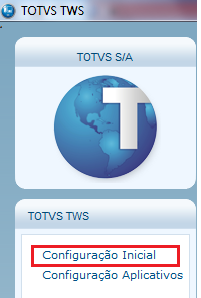 TOTVS TWS
TOTVS S/A
T
TOTVS TWS
Configuração Inicial
Configuração Aplicativos